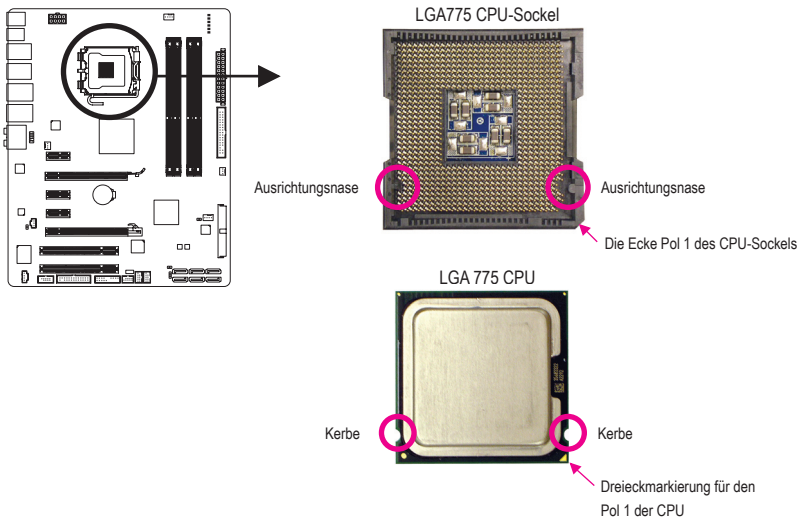 LGA775 CPU-Sockel
Ausrichtungsnase
Ausrichtungsnase
Die Ecke Pol 1 des CPU-Sockels
LGA 775 CPU
Kerbe
Kerbe
Dreieckmarkierung für den
Pol 1 der CPU